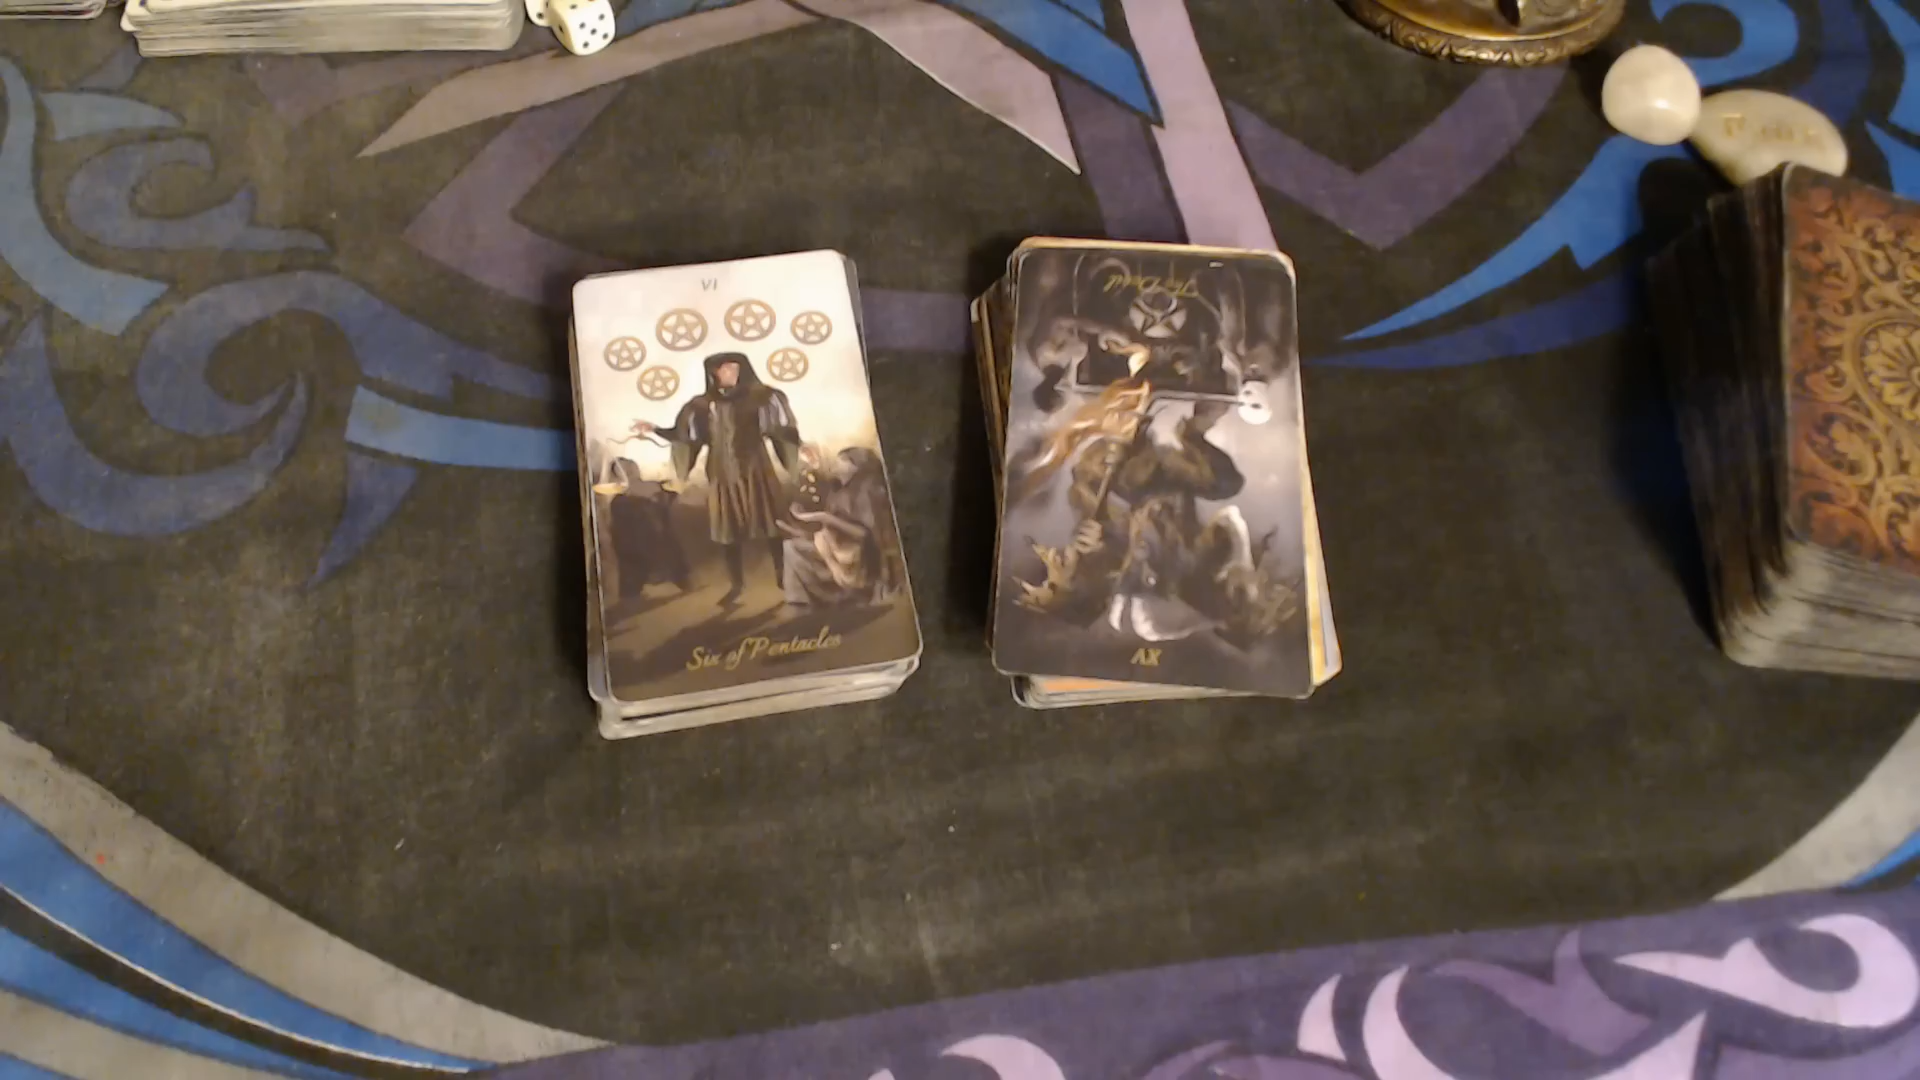 VI
Six of Pentacles
The Devil
XV